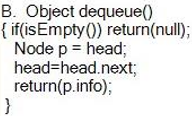 B.  Object dequeue()
{ if(isEmpty()) return(null);
Node p = head;
head=head.next;
return(p.info);
}